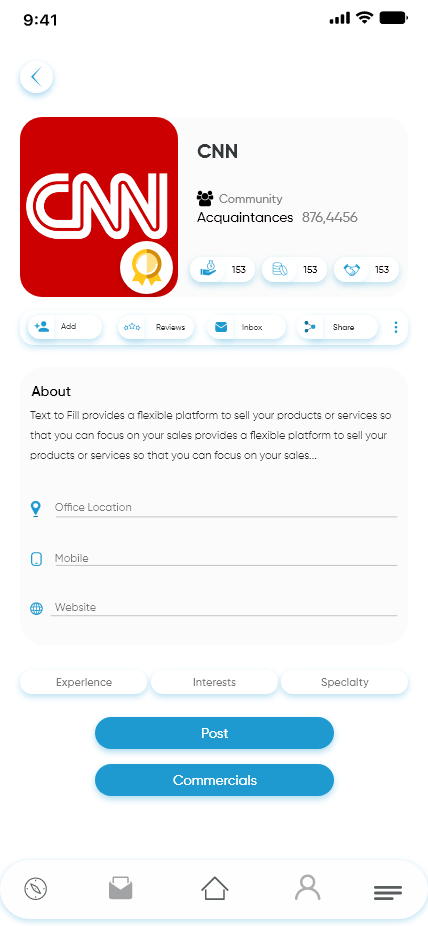 9:41
CNN
CNN
Community
Acquaintances 876,4456
153 153 153
Add Reviews Inbox Share
About
Text to Fill provides a flexible platform to sell your products or services so
that you can focus on your sales provides a flexible platform to sell your
products or services so that you can focus on your sales...
Office Location
Mobile
Website
Experience Interests Specialty
Post
Commercials